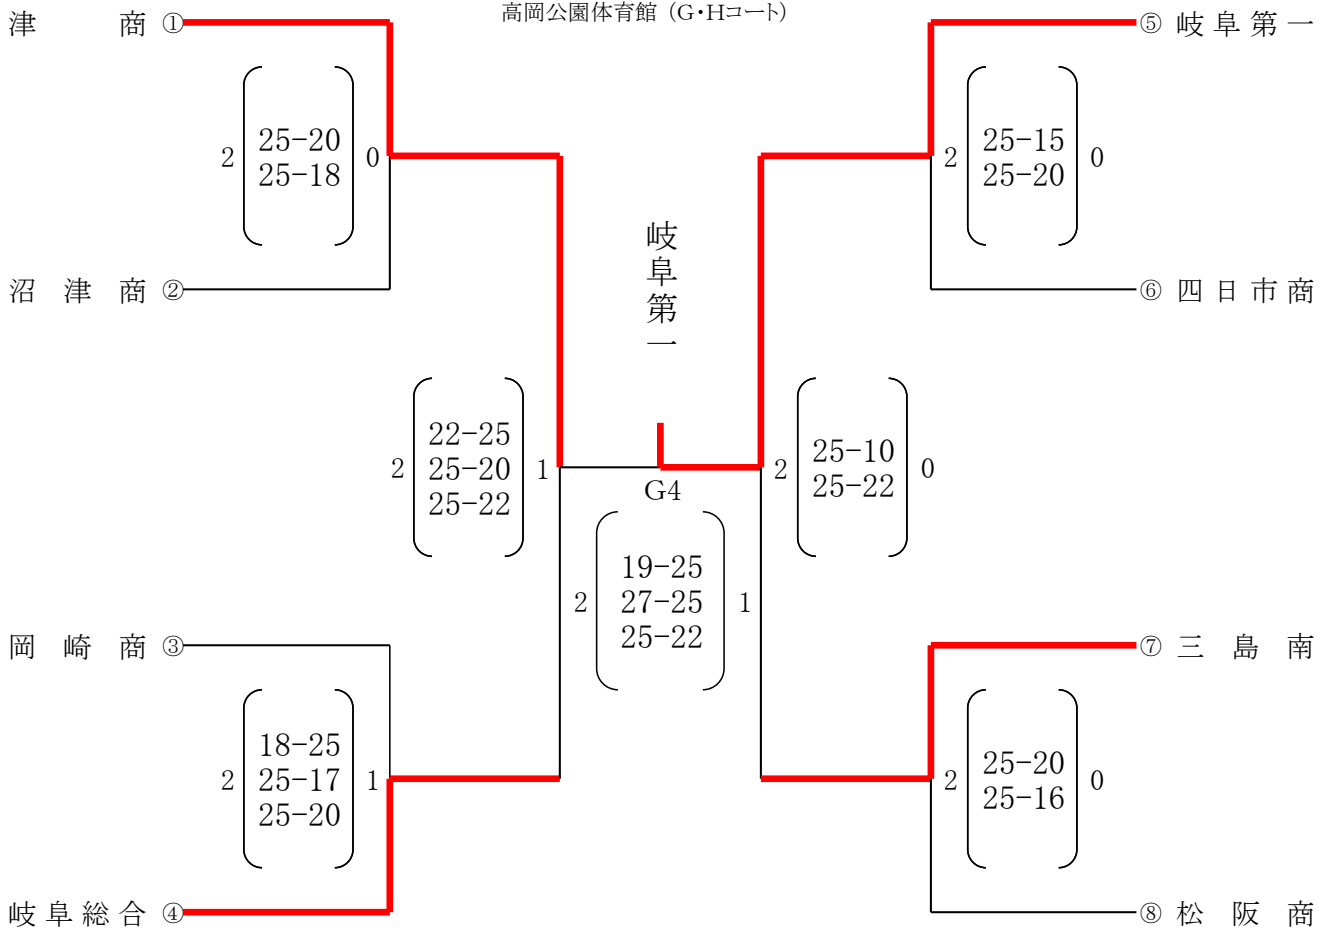 高岡公園体育館（G・Hコート）
津商 ①
⑤ 岐阜第一
2 25-20 0
25-18
2 25-15 0
25-20
沼津商 ②
⑥ 四日市商
岐阜第一
2 22-25 1
25-20
25-22
2 25-10 0
25-22
G4
2 19-25 1
27-25
25-22
岡崎商 ③
⑦ 三島南
2 18-25 1
25-17
25-20
2 25-20 0
25-16
岐阜総合 ④
⑧ 松阪商